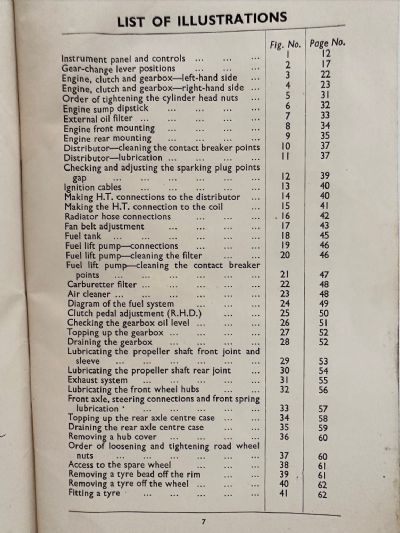 LIST OF ILLUSTRATIONS
Fig. No. Page No.
Instrument panel and controls ... ... ... 1 12
Gear-change lever positions ... ... ... 2 17
Engine, clutch and gearbox—left-hand side ... 3 22
Engine, clutch and gearbox—right-hand side ... 4 23
Order of tightening the cylinder head nuts ... 5 31
Engine sump dipstick ... ... ... ... 6 32
External oil filter ... ... ... ... ... 7 33
Engine front mounting ... ... ... ... 8 34
Engine rear mounting ... ... ... ... 9 35
Distributor—cleaning the contact breaker points 10 37
Distributor—lubrication ... ... ... ... 11 37
Checking and adjusting the sparking plug points
gap ... ... ... ... ... ... 12 39
Ignition cables ... ... ... ... ... 13 40
Making H.T. connections to the distributor ... 14 40
Making the H.T. connection to the coil ... 15 41
Radiator hose connections ... ... ... 16 42
Fan belt adjustment ... ... ... ... 17 43
Fuel tank ... ... ... ... ... 18 45
Fuel lift pump—connections ... ... ... 19 46
Fuel lift pump—cleaning the filter ... ... 20 46
Fuel lift pump—cleaning the contact breaker
points ... ... ... ... ... ... 21 47
Carburetter filter ... ... ... ... ... 22 48
Air cleaner ... ... ... ... ... ... 23 48
Diagram of the fuel system ... ... ... 24 49
Clutch pedal adjustment (R.H.D.) ... ... 25 50
Checking the gearbox oil level ... ... ... 26 51
Topping up the gearbox ... ... ... ... 27 52
Draining the gearbox ... ... ... ... 28 52
Lubricating the propeller shaft front joint and
sleeve ... ... ... ... ... ... 29 53
Lubricating the propeller shaft rear joint ... 30 54
Exhaust system ... ... ... ... ... 31 55
Lubricating the front wheel hubs ... ... 32 56
Front axle, steering connections and front spring
lubrication ... ... ... ... ... 33 57
Topping up the rear axle centre case ... ... 34 58
Draining the rear axle centre case ... ... 35 59
Removing a hub cover ... ... ... ... 36 60
Order of loosening and tightening road wheel
nuts ... ... ... ... ... ... 37 60
Access to the spare wheel ... ... ... 38 61
Removing a tyre bead off the rim ... ... 39 61
Removing a tyre off the wheel ... ... ... 40 62
Fitting a tyre ... ... ... ... ... 41 62
7